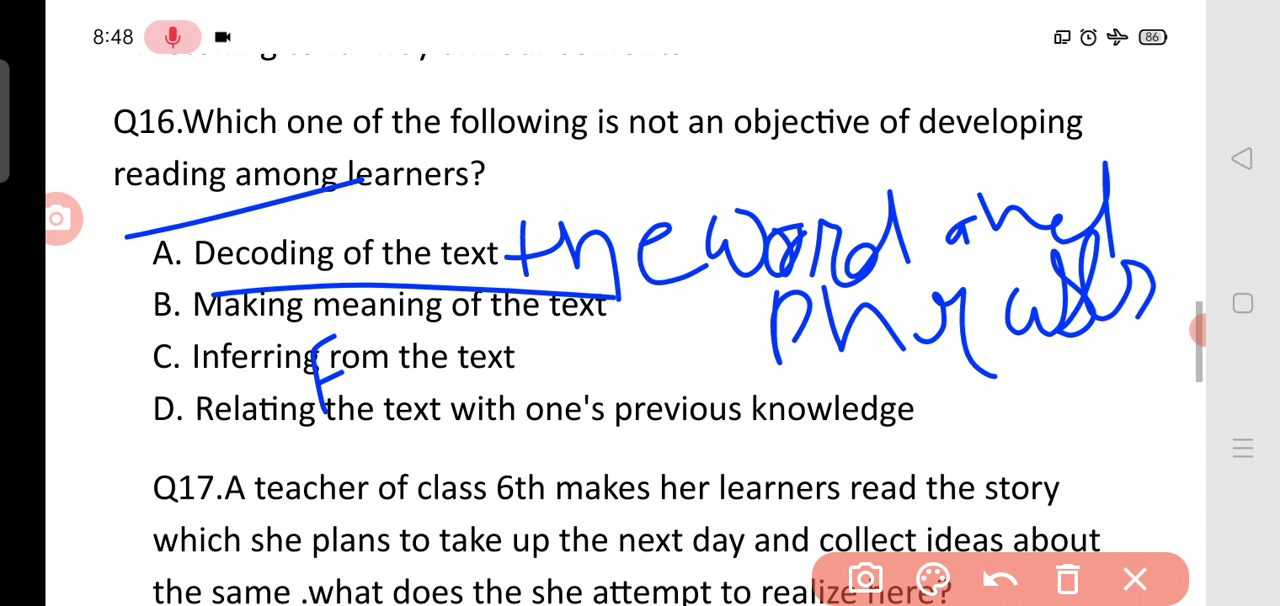 8:48
86
Q16.Which one of the following is not an objective of developing
reading among learners?
A. Decoding of the text the word and
phrases
B. Making meaning of the text
C. Inferring From the text
D. Relating the text with one's previous knowledge
Q17.A teacher of class 6th makes her learners read the story
which she plans to take up the next day and collect ideas about
the same .what does the she attempt to realize here?